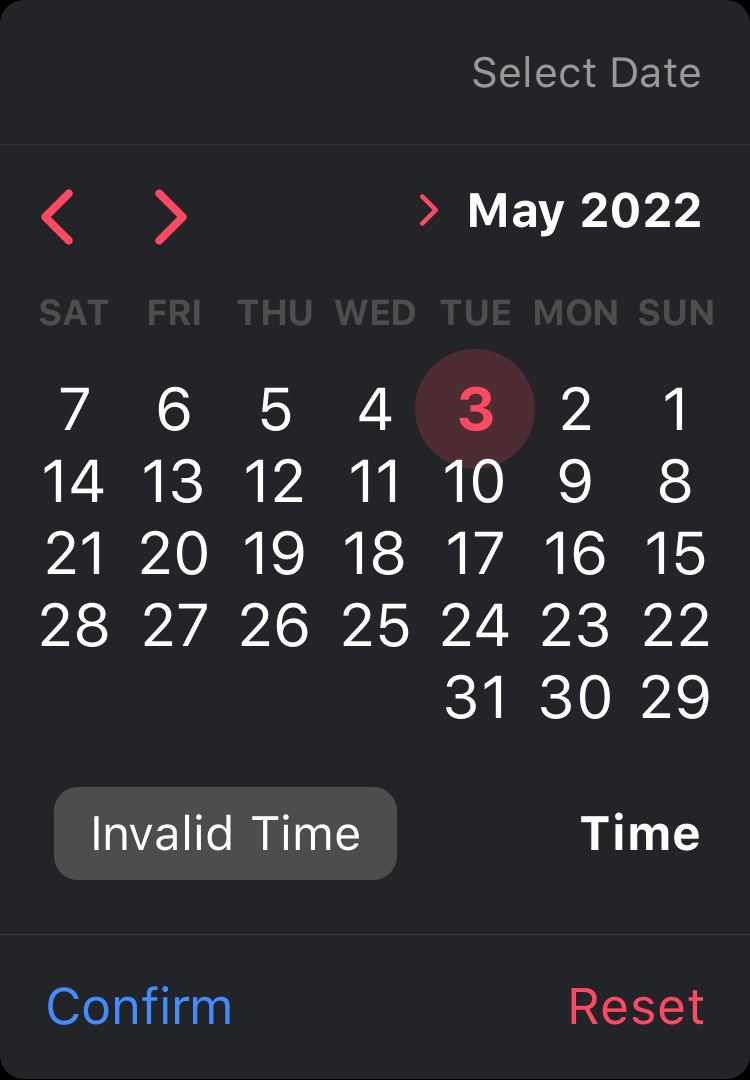 Select Date
May 2022
SAT FRI THU WED TUE MON SUN
7 6 5 4 3 2 1
14 13 12 11 10 9 8
21 20 19 18 17 16 15
28 27 26 25 24 23 22
31 30 29
Invalid Time Time
Confirm Reset